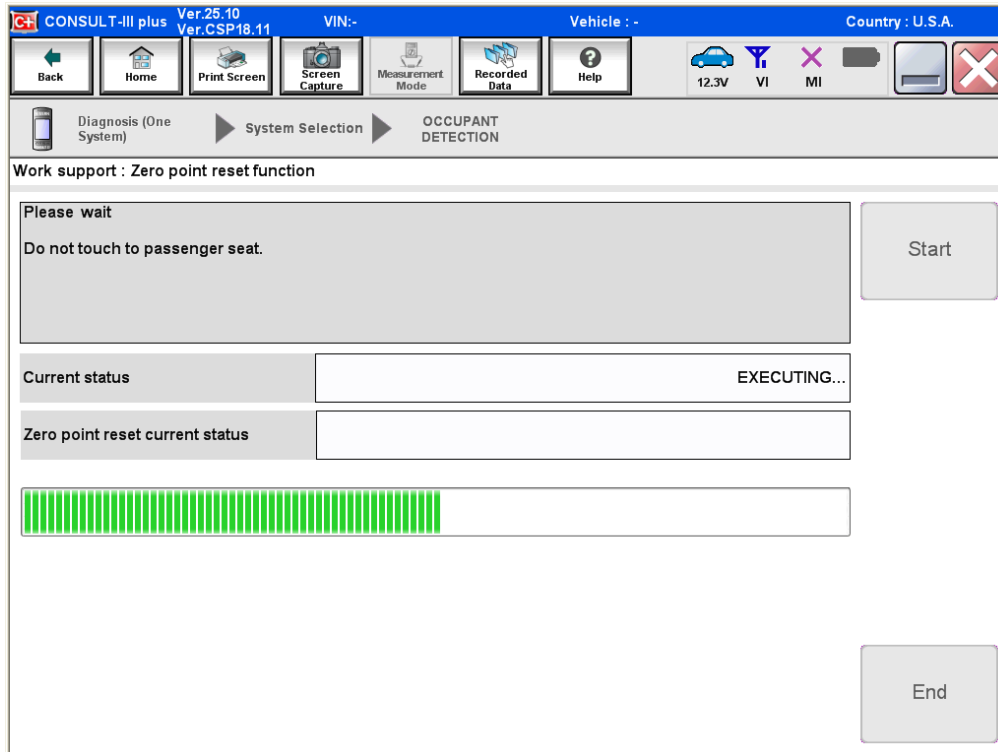 C+ CONSULT-III plus Ver.25.10 VIN:- Vehicle : - Country : U.S.A.
Ver.CSP18.11
Back
Home
Print Screen
Screen
Capture
Measurement
Mode
Recorded
Data
?
Help
12.3V
VI
MI
Diagnosis (One
System)
System Selection
OCCUPANT
DETECTION
Work support : Zero point reset function
Please wait
Do not touch to passenger seat.
Start
Current status EXECUTING...
Zero point reset current status
End